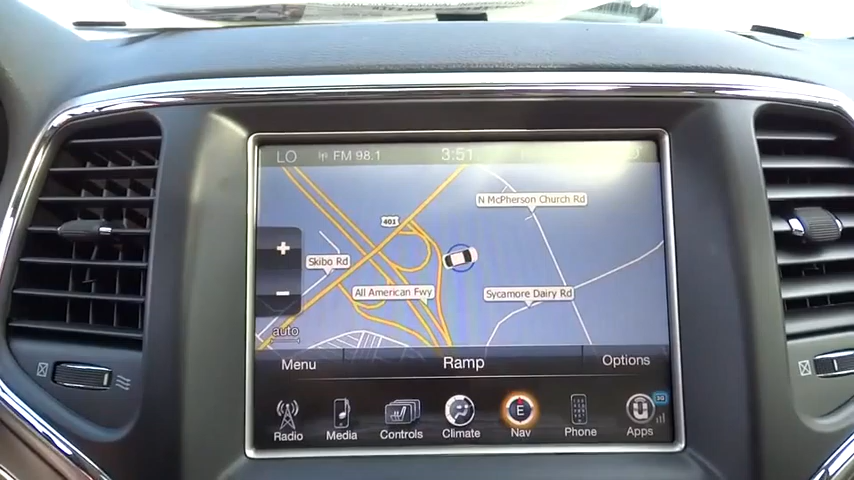 LO FM 98.1 3:51
N McPherson Church Rd
401
Skibo Rd
All American Fwy
Sycamore Dairy Rd
auto
Menu Ramp Options
E 3G
Radio Media Controls Climate Nav Phone Apps